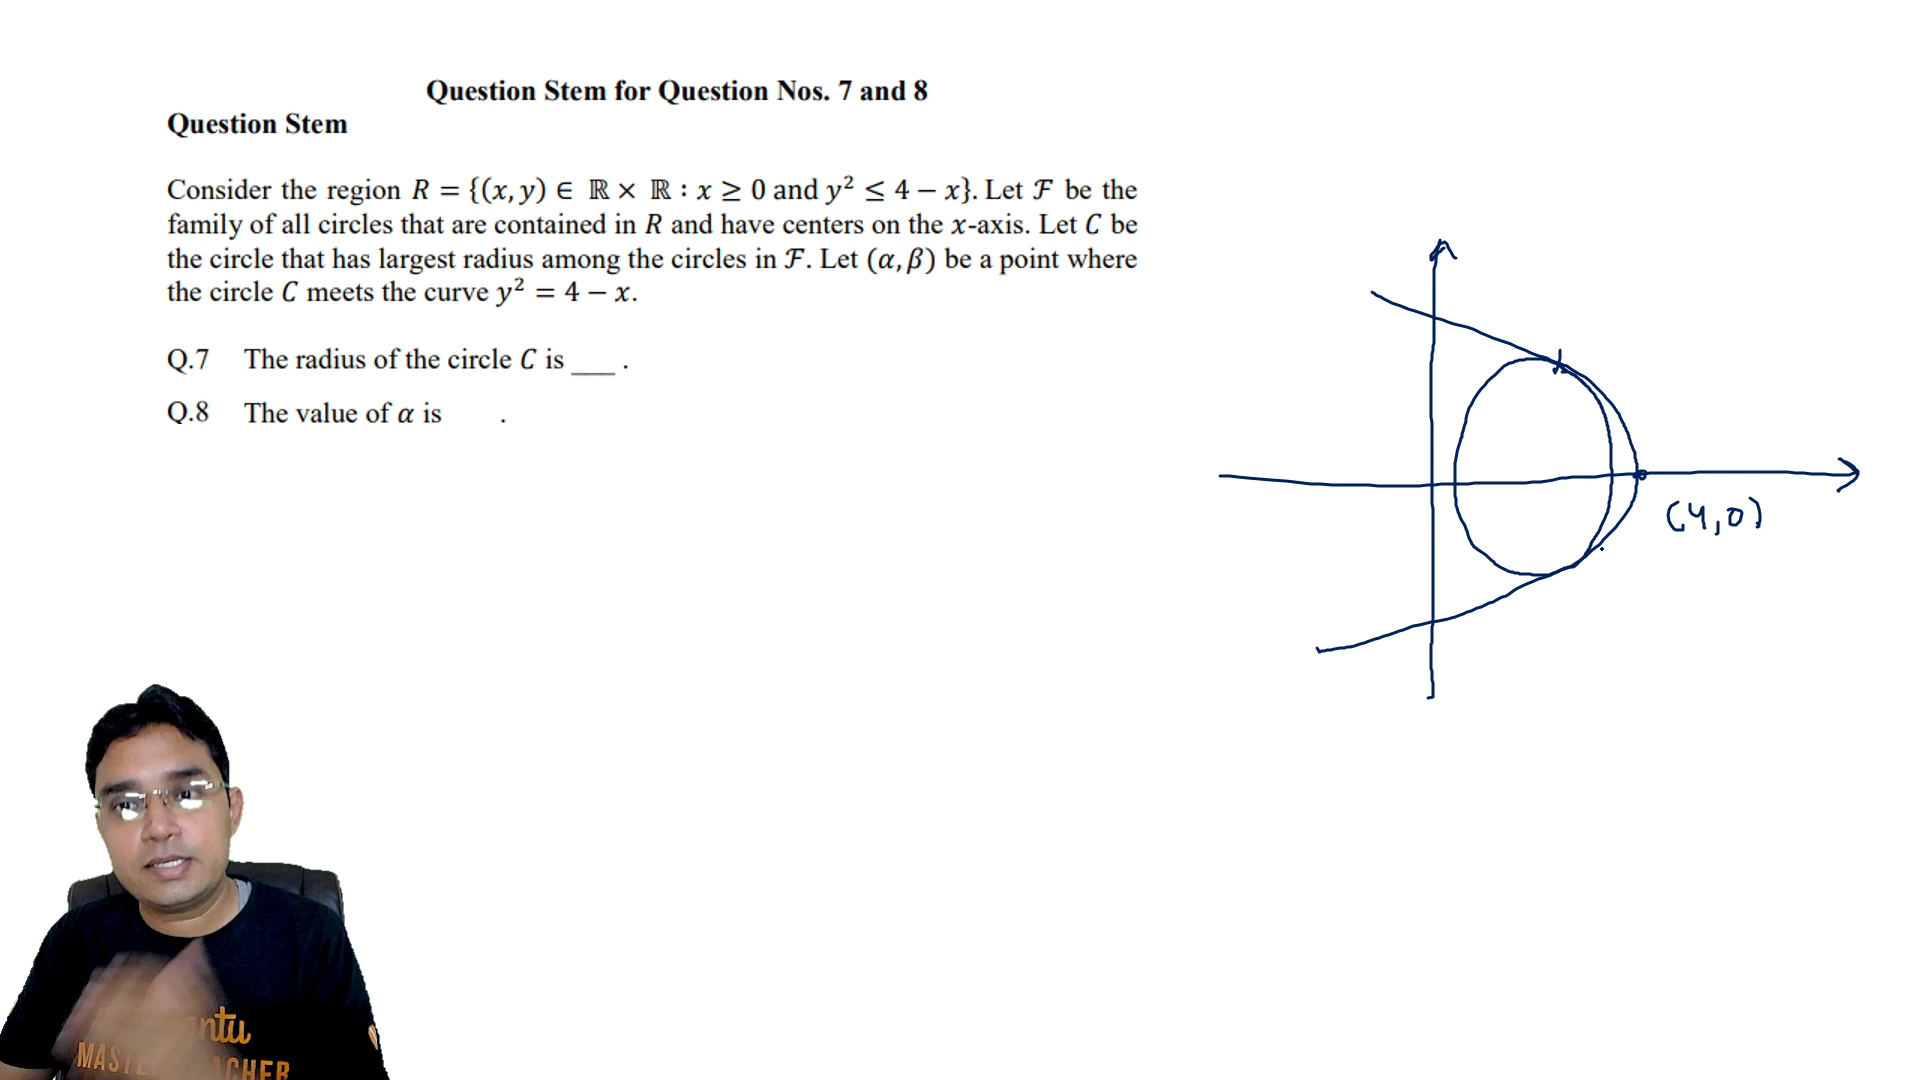 Question Stem for Question Nos. 7 and 8
Question Stem
Consider the region R = {(x, y) ∈ ℝ × ℝ : x ≥ 0 and y² ≤ 4 − x}. Let ℱ be the
family of all circles that are contained in R and have centers on the x-axis. Let C be
the circle that has largest radius among the circles in ℱ. Let (α, β) be a point where
the circle C meets the curve y² = 4 − x.
Q.7 The radius of the circle C is ___ .
Q.8 The value of α is .
(4,0)